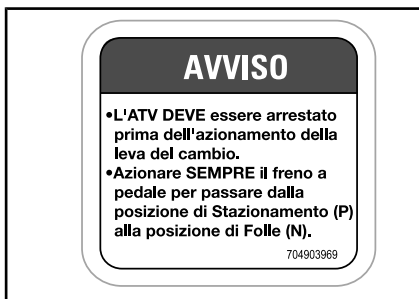 AVVISO
•L'ATV DEVE essere arrestato
prima dell'azionamento della
leva del cambio.
•Azionare SEMPRE il freno a
pedale per passare dalla
posizione di Stazionamento (P)
alla posizione di Folle (N).
704903969